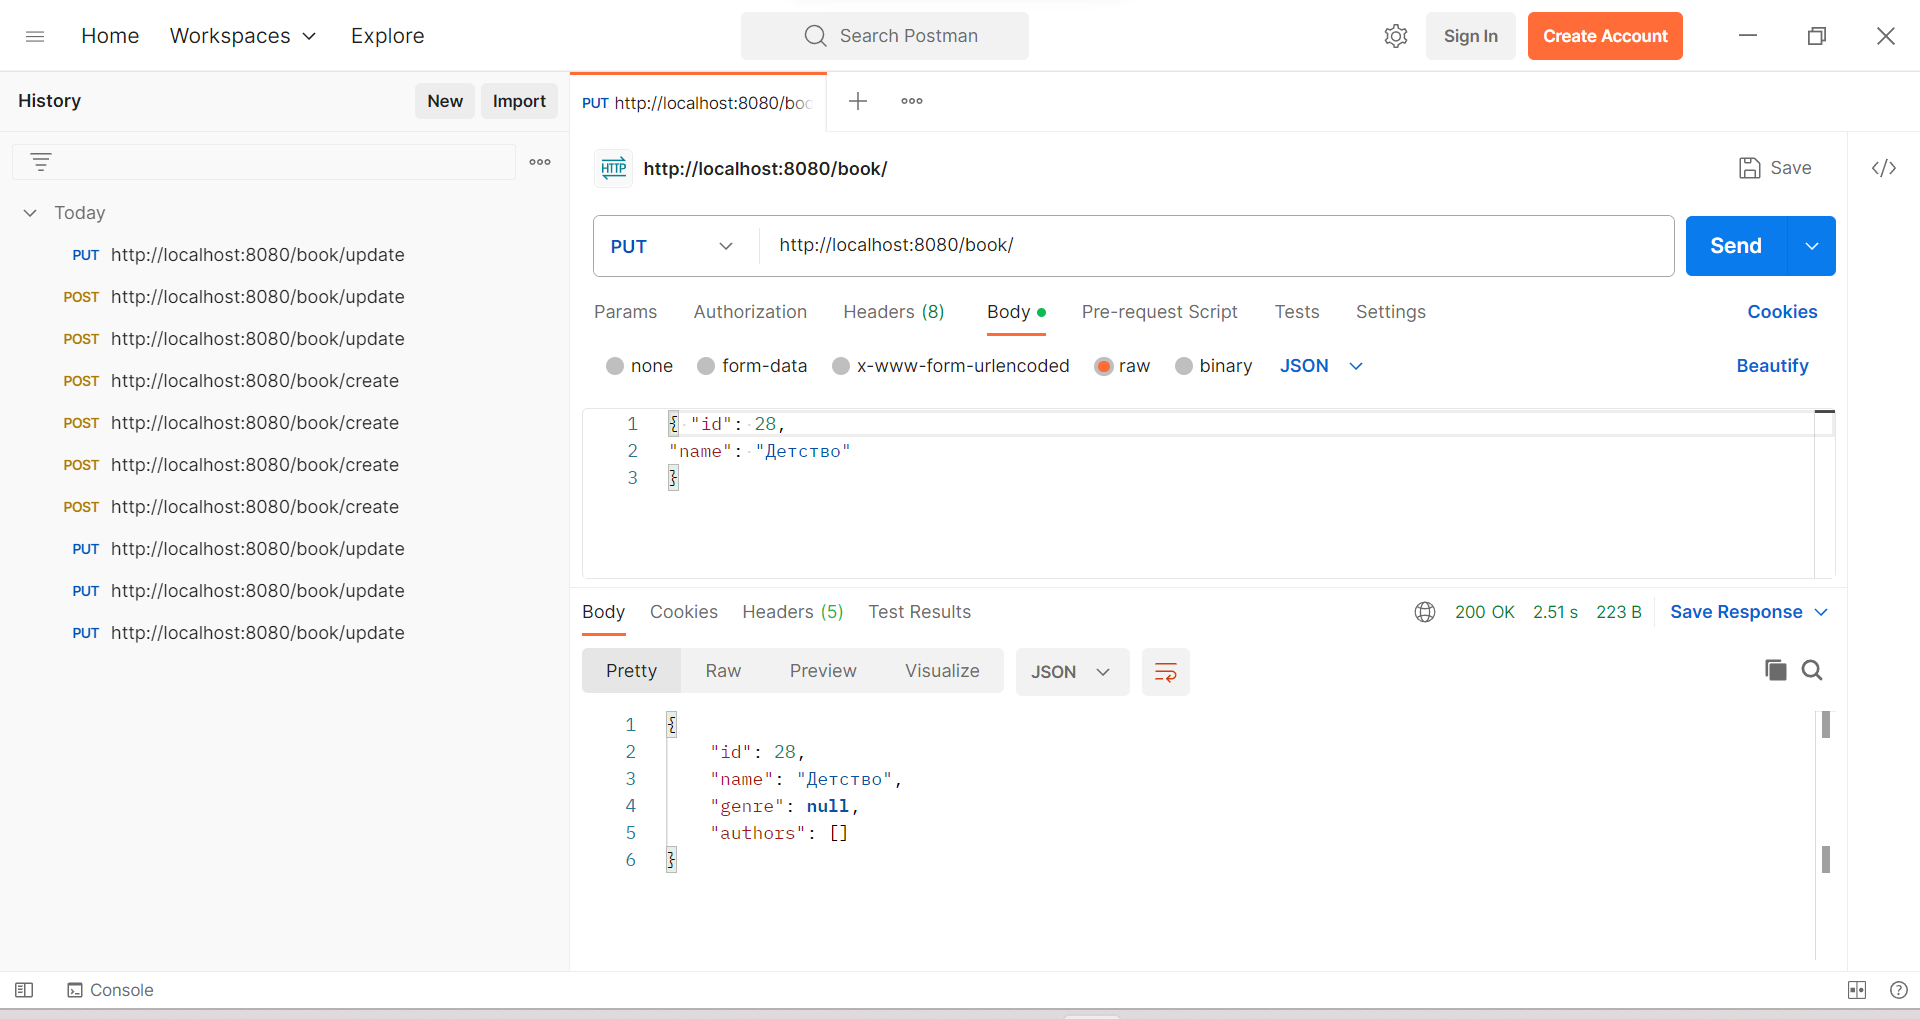 Home Workspaces Explore Search Postman Sign In Create Account
History New Import
PUT http://localhost:8080/boo
HTTP http://localhost:8080/book/ Save
Today
PUT http://localhost:8080/book/update
POST http://localhost:8080/book/update
POST http://localhost:8080/book/update
POST http://localhost:8080/book/create
POST http://localhost:8080/book/create
POST http://localhost:8080/book/create
POST http://localhost:8080/book/create
PUT http://localhost:8080/book/update
PUT http://localhost:8080/book/update
PUT http://localhost:8080/book/update
PUT http://localhost:8080/book/ Send
Params Authorization Headers (8) Body Pre-request Script Tests Settings Cookies
none form-data x-www-form-urlencoded raw binary JSON Beautify
1 { "id": 28,
2 "name": "Детство"
3 }
Body Cookies Headers (5) Test Results 200 OK 2.51 s 223 B Save Response
Pretty Raw Preview Visualize JSON
1 {
2 "id": 28,
3 "name": "Детство",
4 "genre": null,
5 "authors": []
6 }
Console